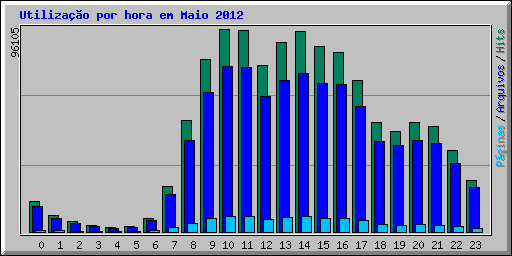 Utilização por hora em Maio 2012
96105
Páginas / Arquivos / Hits
0 1 2 3 4 5 6 7 8 9 10 11 12 13 14 15 16 17 18 19 20 21 22 23